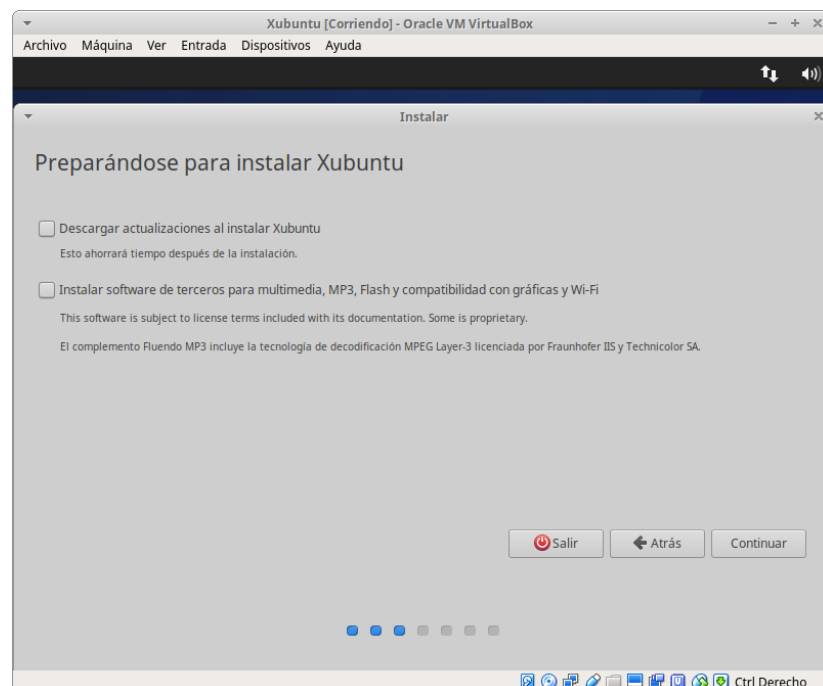 Xubuntu [Corriendo] - Oracle VM VirtualBox
Archivo Máquina Ver Entrada Dispositivos Ayuda
Instalar
Preparándose para instalar Xubuntu
Descargar actualizaciones al instalar Xubuntu
Esto ahorrará tiempo después de la instalación.
Instalar software de terceros para multimedia, MP3, Flash y compatibilidad con gráficas y Wi-Fi
This software is subject to license terms included with its documentation. Some is proprietary.
El complemento Fluendo MP3 incluye la tecnología de decodificación MPEG Layer-3 licenciada por Fraunhofer IIS y Technicolor SA.
Salir Atrás Continuar
Ctrl Derecho